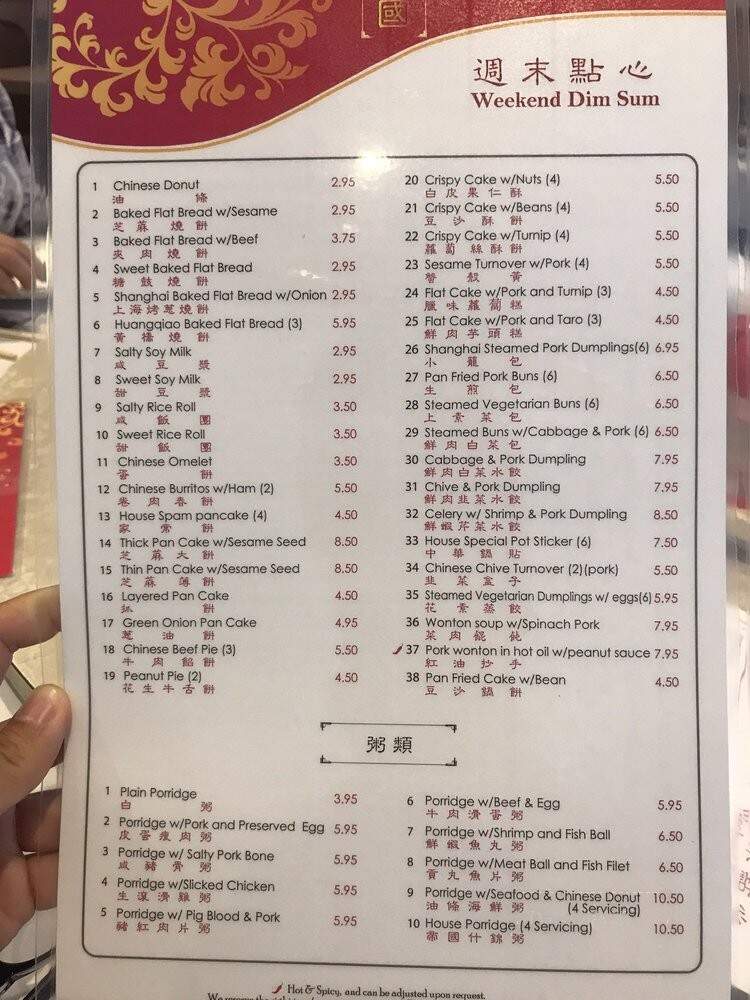 國
週末點心
Weekend Dim Sum
1 Chinese Donut 2.95
油條
2 Baked Flat Bread w/Sesame 2.95
芝蔴燒餅
3 Baked Flat Bread w/Beef 3.75
夾肉燒餅
4 Sweet Baked Flat Bread 2.95
糖鼓燒餅
5 Shanghai Baked Flat Bread w/Onion 2.95
上海烤蔥燒餅
6 Huangqiao Baked Flat Bread (3) 5.95
黃橋燒餅
7 Salty Soy Milk 2.95
咸豆漿
8 Sweet Soy Milk 2.95
甜豆漿
9 Salty Rice Roll 3.50
咸飯團
10 Sweet Rice Roll 3.50
甜飯團
11 Chinese Omelet 3.50
蛋餅
12 Chinese Burritos w/Ham (2) 5.50
卷肉春餅
13 House Spam pancake (4) 4.50
家常餅
14 Thick Pan Cake w/Sesame Seed 8.50
芝蔴大餅
15 Thin Pan Cake w/Sesame Seed 8.50
芝蔴薄餅
16 Layered Pan Cake 4.50
抓餅
17 Green Onion Pan Cake 4.95
蔥油餅
18 Chinese Beef Pie (3) 5.50
牛肉餡餅
19 Peanut Pie (2) 4.50
花生牛舌餅
20 Crispy Cake w/Nuts (4) 5.50
白皮果仁酥
21 Crispy Cake w/Beans (4) 5.50
豆沙酥餅
22 Crispy Cake w/Turnip (4) 5.50
蘿蔔絲酥餅
23 Sesame Turnover w/Pork (4) 5.50
蟹殼黃
24 Flat Cake w/Pork and Turnip (3) 4.50
臘味蘿蔔糕
25 Flat Cake w/Pork and Taro (3) 4.50
鮮肉芋頭糕
26 Shanghai Steamed Pork Dumplings(6) 6.95
小籠包
27 Pan Fried Pork Buns (6) 6.50
生煎包
28 Steamed Vegetarian Buns (6) 6.50
上素菜包
29 Steamed Buns w/Cabbage & Pork (6) 6.50
鮮肉白菜包
30 Cabbage & Pork Dumpling 7.95
鮮肉白菜水餃
31 Chive & Pork Dumpling 7.95
鮮肉韭菜水餃
32 Celery w/ Shrimp & Pork Dumpling 8.50
鮮蝦芹菜水餃
33 House Special Pot Sticker (6) 7.50
中華鍋貼
34 Chinese Chive Turnover (2)(pork) 5.50
韭菜盒子
35 Steamed Vegetarian Dumplings w/ eggs(6) 5.95
花素蒸餃
36 Wonton soup w/Spinach Pork 7.95
菜肉餛飩
37 Pork wonton in hot oil w/peanut sauce 7.95
紅油抄手
38 Pan Fried Cake w/Bean 4.50
豆沙鍋餅
粥類
1 Plain Porridge 3.95
白粥
2 Porridge w/Pork and Preserved Egg 5.95
皮蛋瘦肉粥
3 Porridge w/ Salty Pork Bone 5.95
咸豬骨粥
4 Porridge w/Slicked Chicken 5.95
生滾滑雞粥
5 Porridge w/ Pig Blood & Pork 5.95
豬紅肉片粥
6 Porridge w/Beef & Egg 5.95
牛肉滑蛋粥
7 Porridge w/Shrimp and Fish Ball 6.50
鮮蝦魚丸粥
8 Porridge w/Meat Ball and Fish Filet 6.50
貢丸魚片粥
9 Porridge w/Seafood & Chinese Donut 10.50
油條海鮮粥 (4 Servicing)
10 House Porridge (4 Servicing) 10.50
帝國什錦粥
Hot & Spicy, and can be adjusted upon request.